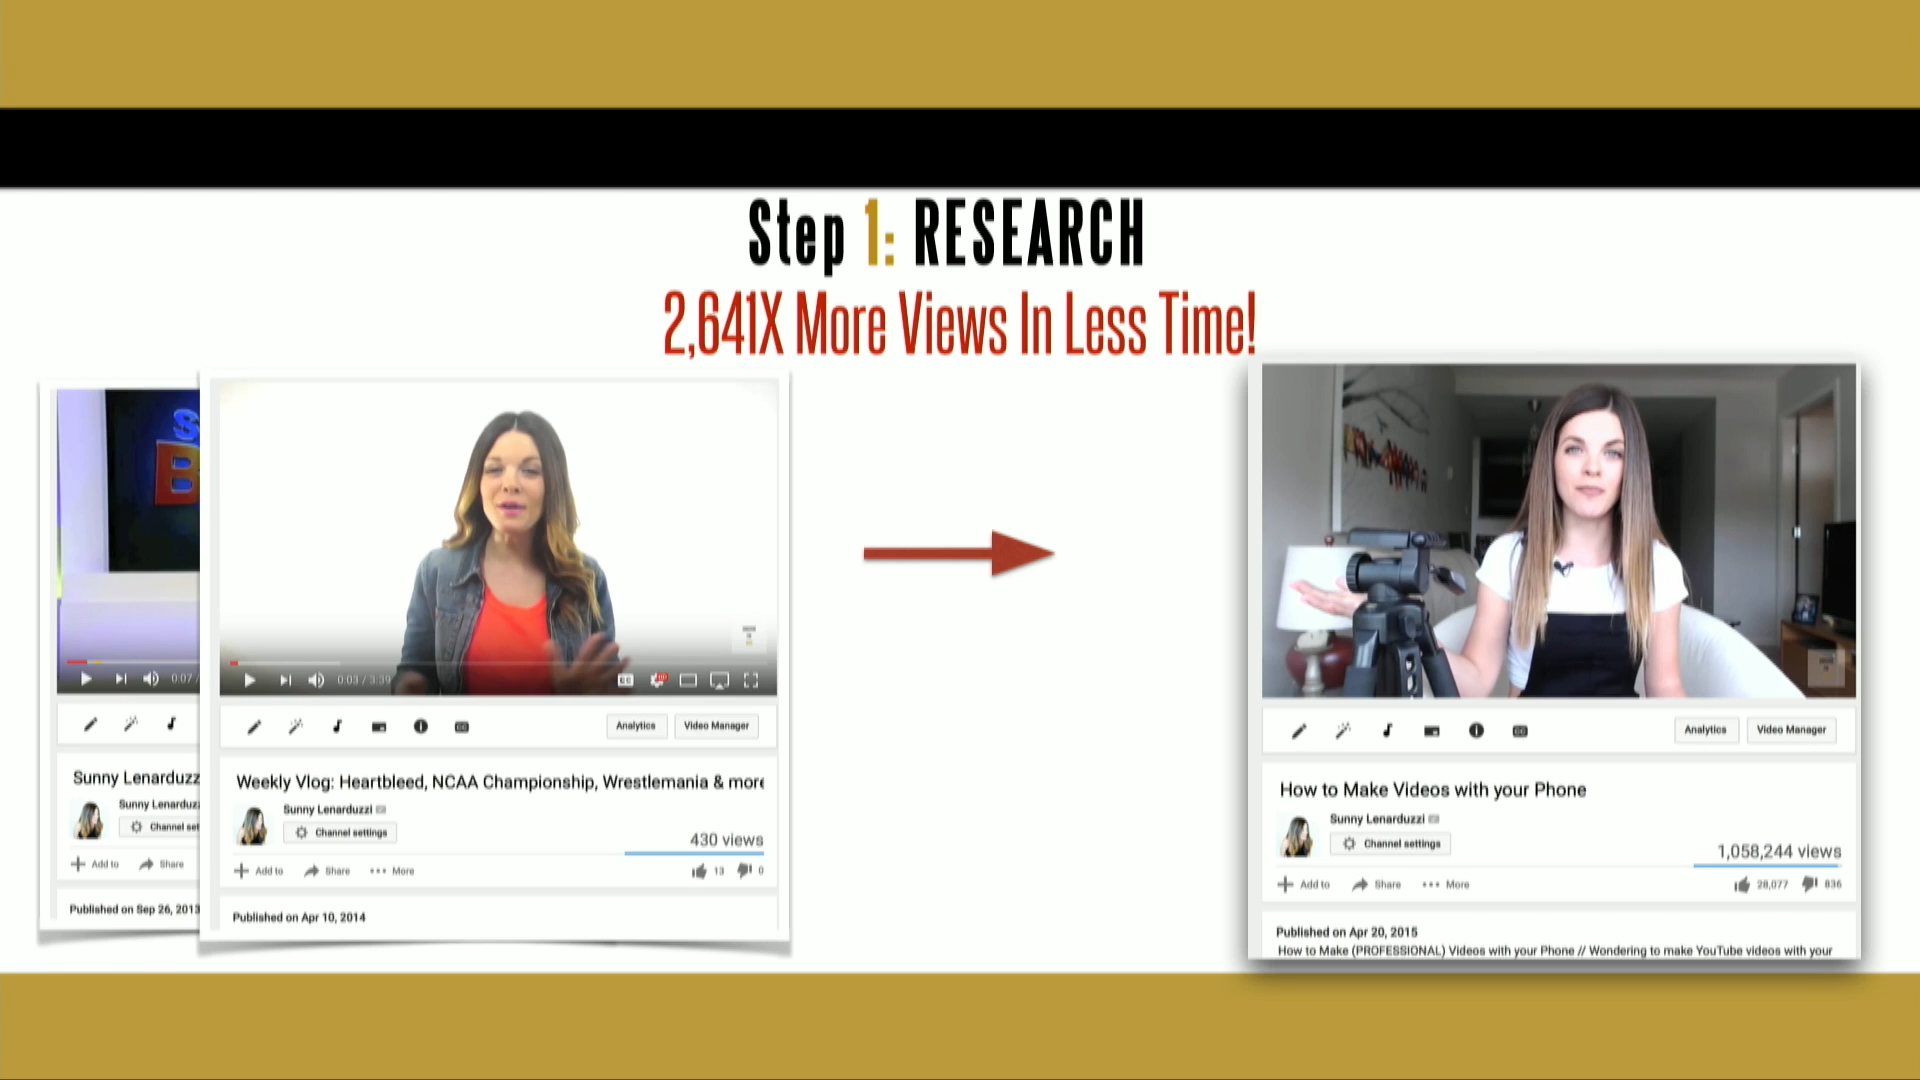 Step 1: RESEARCH
2,641X More Views In Less Time!
S
B
0:07 /
Sunny Lenarduzz
Sunny Lenarduz
Channel set
Add to
Share
Published on Sep 26, 2013
0:03 / 3:39
CC
HD
Analytics
Video Manager
Weekly Vlog: Heartbleed, NCAA Championship, Wrestlemania & more
Sunny Lenarduzzi
Channel settings
430 views
Add to
Share
More
13
0
Published on Apr 10, 2014
Analytics
Video Manager
How to Make Videos with your Phone
Sunny Lenarduzzi
Channel settings
1,058,244 views
Add to
Share
More
28,077
836
Published on Apr 20, 2015
How to Make (PROFESSIONAL) Videos with your Phone // Wondering to make YouTube videos with your